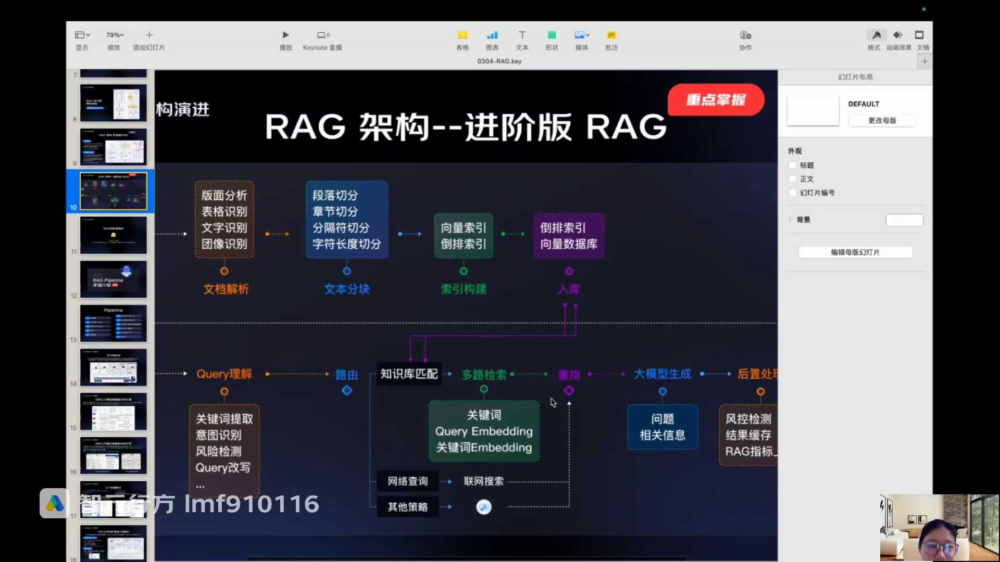 79%
显示
缩放
添加幻灯片
播放
Keynote 直播
表格
图表
文本
形状
媒体
批注
协作
格式
动画效果
文稿
0304-RAG.key
7
8
9
10
11
12
RAG Pipeline
详细介绍
13
Pipeline
14
15
16
17
18
构演进
重点掌握
RAG 架构--进阶版 RAG
版面分析
表格识别
文字识别
团像识别
文档解析
段落切分
章节切分
分隔符切分
字符长度切分
文本分块
向量索引
倒排索引
索引构建
倒排索引
向量数据库
入库
Query理解
关键词提取
意图识别
风险检测
Query改写
...
路由
知识库匹配
多路检索
关键词
Query Embedding
关键词Embedding
重排
大模型生成
问题
相关信息
后置处理
风控检测
结果缓存
RAG指标
网络查询
联网搜索
其他策略
幻灯片布局
DEFAULT
更改母版
外观
标题
正文
幻灯片编号
背景
编辑母版幻灯片
lmf910116